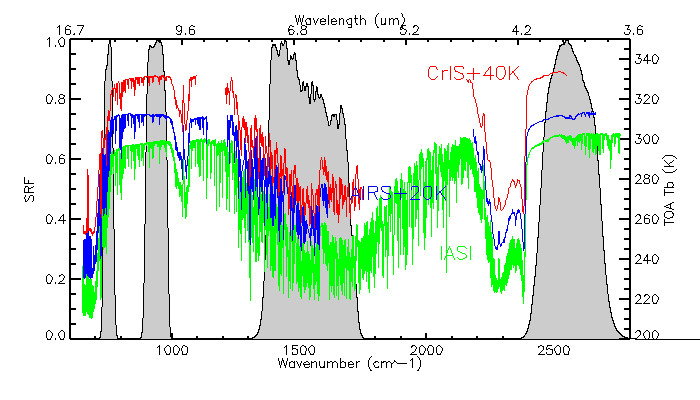 Wavelength (um)
16.7 9.6 6.8 5.2 4.2 3.6
1.0
0.8
0.6
0.4
0.2
0.0
SRF
340
320
300
280
260
240
220
200
TOA Tb (K)
CrIS+40K
AIRS+20K
IASI
1000 1500 2000 2500
Wavenumber (cm^-1)